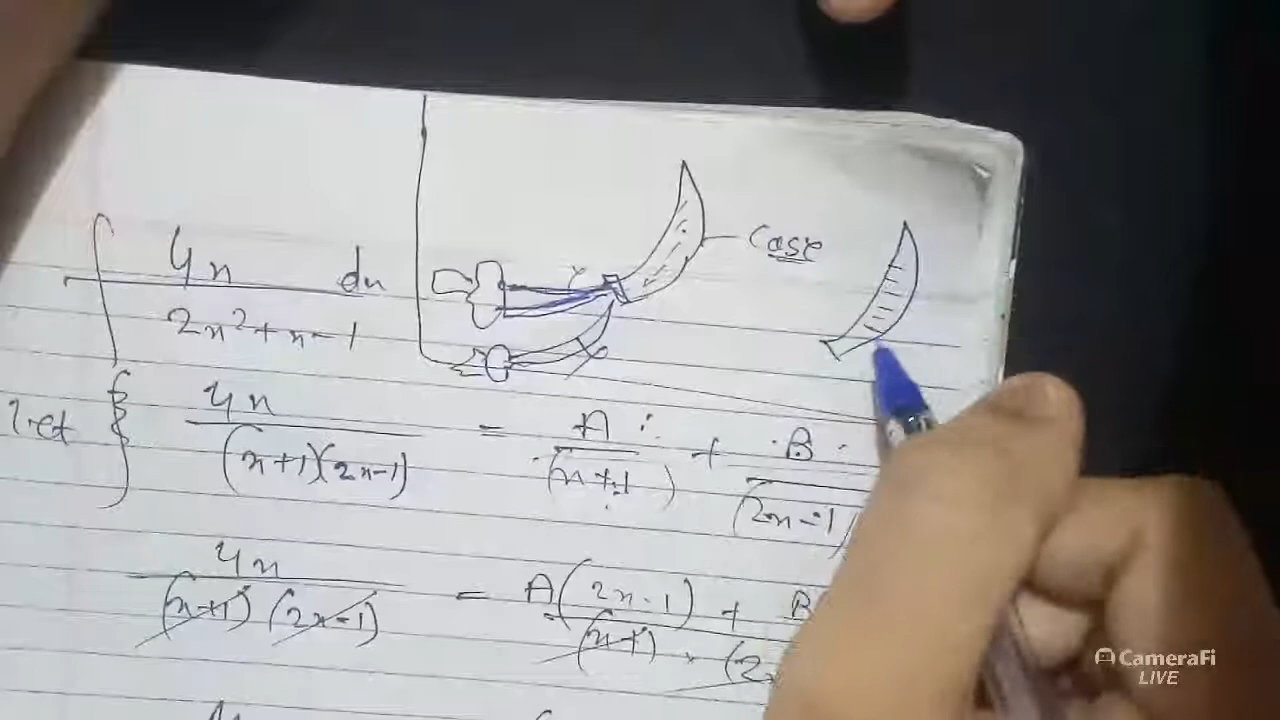 ∫ 4x/(2x²+x-1) dx
Case
let { 4x/((x+1)(2x-1)) = A/(x+1) + B/(2x-1)
4x/((x+1)(2x-1)) = A(2x-1) + B
(x+1) . (2x
CameraFi
LIVE